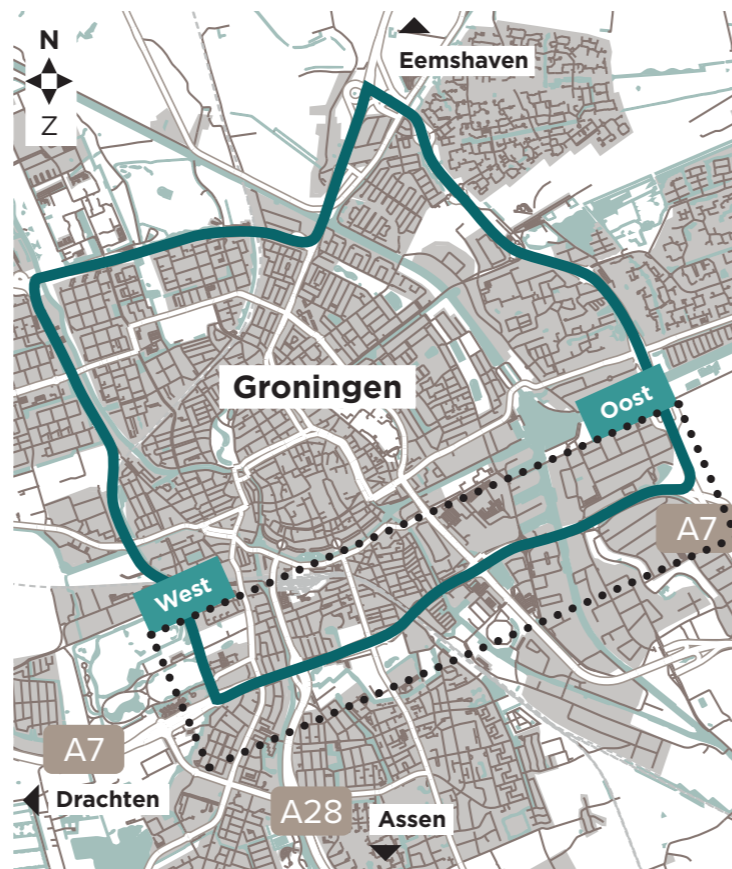 N
Z
Eemshaven
Groningen
Oost
A7
West
A7
Drachten
A28
Assen